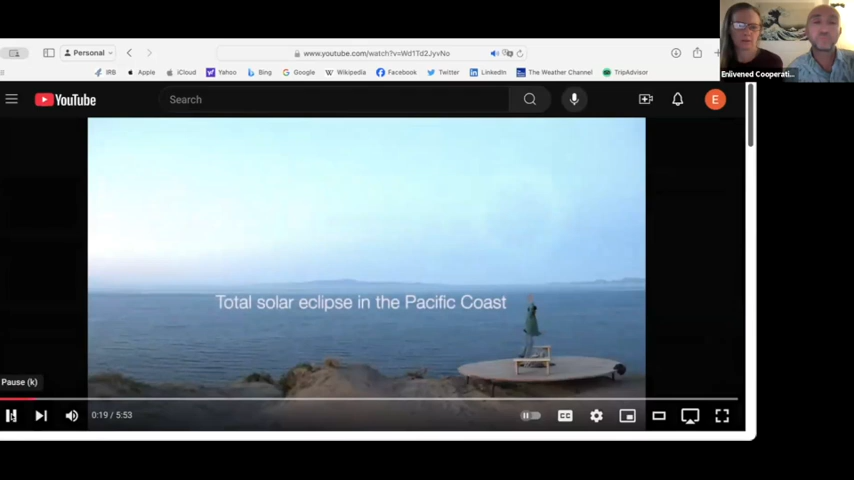 Personal
www.youtube.com/watch?v=Wd1Td2JyvNo
IRB Apple iCloud Yahoo Bing Google Wikipedia Facebook Twitter LinkedIn The Weather Channel TripAdvisor
Enlivened Cooperati...
YouTube
Search
E
Total solar eclipse in the Pacific Coast
Pause (k)
0:19 / 5:53
CC